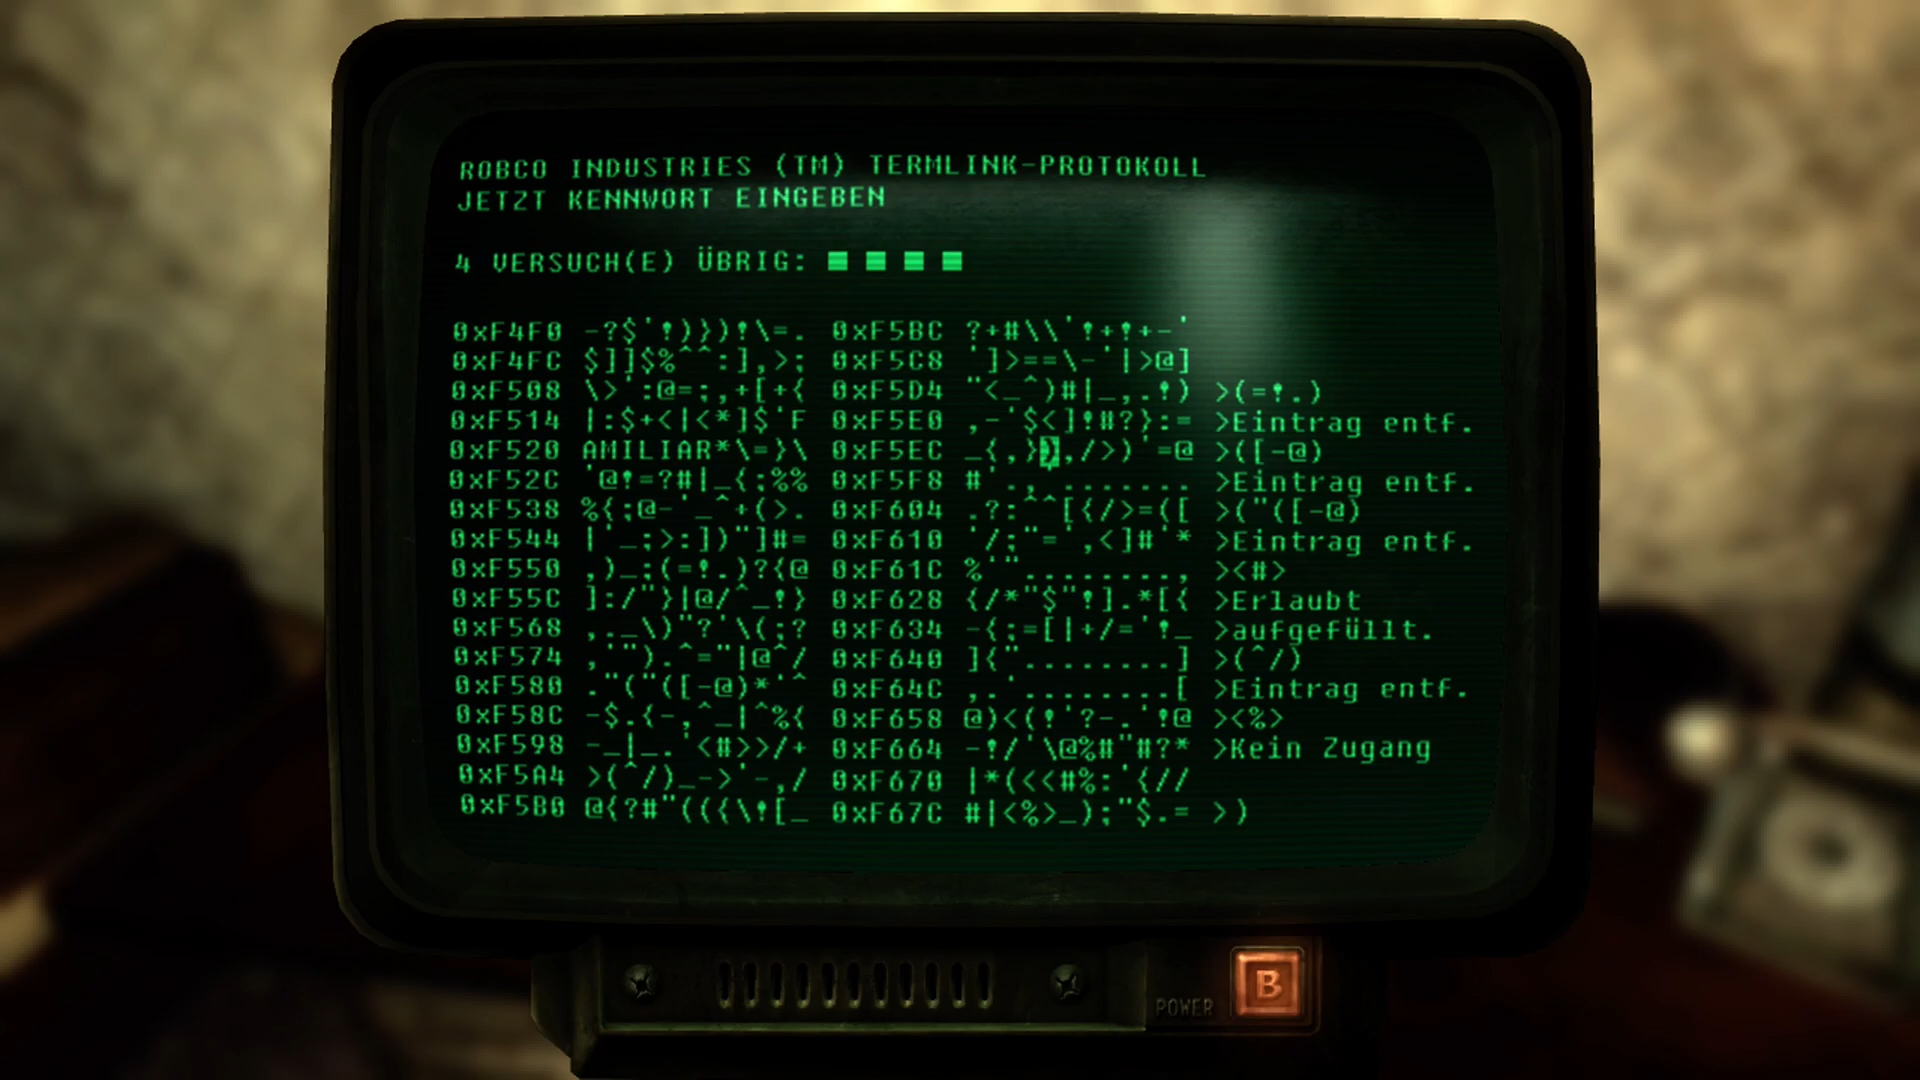 ROBCO INDUSTRIES (TM) TERMLINK-PROTOKOLL
JETZT KENNWORT EINGEBEN
4 VERSUCH(E) ÜBRIG: ■ ■ ■ ■
0xF4F0 -?$'!)})!\=. 0xF5BC ?+#\\'!+!+-'
0xF4FC $]]$%^^:],>; 0xF5C8 ']>==\-'|>@]
0xF508 \>':@=;,+[+{ 0xF5D4 "<_^)#|_,.!) >(=!.)
0xF514 |:$+<|<*]$'F 0xF5E0 ,-'$<]!#?}:= >Eintrag entf.
0xF520 AMILIAR*\=}\ 0xF5EC _{,}),/>)'=@ >([-@)
0xF52C '@!=?#|_{;%% 0xF5F8 #'.,'....... >Eintrag entf.
0xF538 %{;@-'_^+(>. 0xF604 .?:^^[{/>=([ >("([-@)
0xF544 |'_;>:])"]#= 0xF610 '/;"=',<]#'* >Eintrag entf.
0xF550 ,)_;(=!.)?{@ 0xF61C %'"........, ><#>
0xF55C ]:/"}|@/^_!} 0xF628 {/*"$"!].*[{ >Erlaubt
0xF568 ,._\)"?'\(;? 0xF634 -{;=[|+/='!_ >aufgefüllt.
0xF574 ,'").^="|@^/ 0xF640 ]{"........] >(^/)
0xF580 ."("([-@)*'^ 0xF64C ,.'........[ >Eintrag entf.
0xF58C -$.{-,^_|^%{ 0xF658 @)<(!'?-.'!@ ><%>
0xF598 -_|_.'<#>>/+ 0xF664 -!/'\@%#"#?* >Kein Zugang
0xF5A4 >(^/)_->'-,/ 0xF670 |*(<<#%:'{//
0xF5B0 @{?#"(({\![_ 0xF67C #|<%>_);"$.= >)
POWER
B